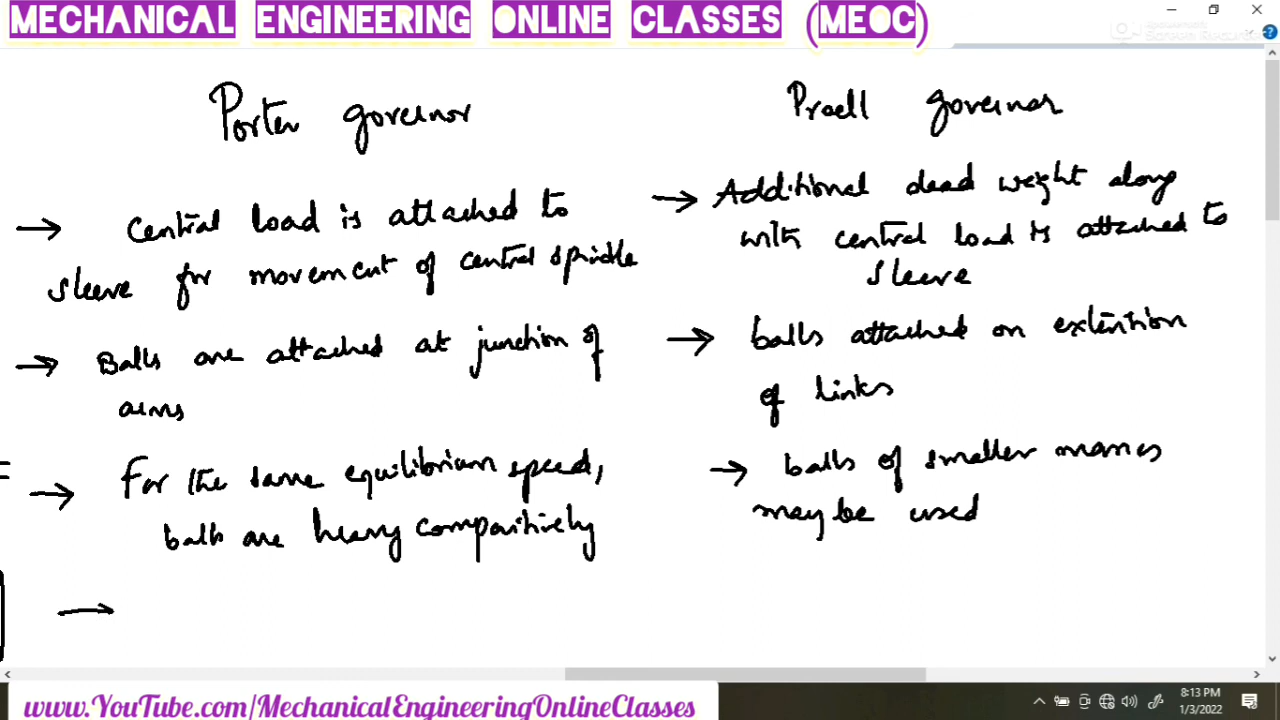 MECHANICAL ENGINEERING ONLINE CLASSES (MEOC)
Porter governor
→ Central load is attached to
sleeve for movement of central spindle
→ Balls are attached at junction of
arms
→ For the same equilibrium speed,
balls are heavy compartively
→
Proell governor
→ Additional dead weight along
with central load is attached to
sleeve
→ balls attached on extention
of links
→ balls of smaller masses
may be used
www.YouTube.com/MechanicalEngineeringOnlineClasses
8:13 PM
1/3/2022